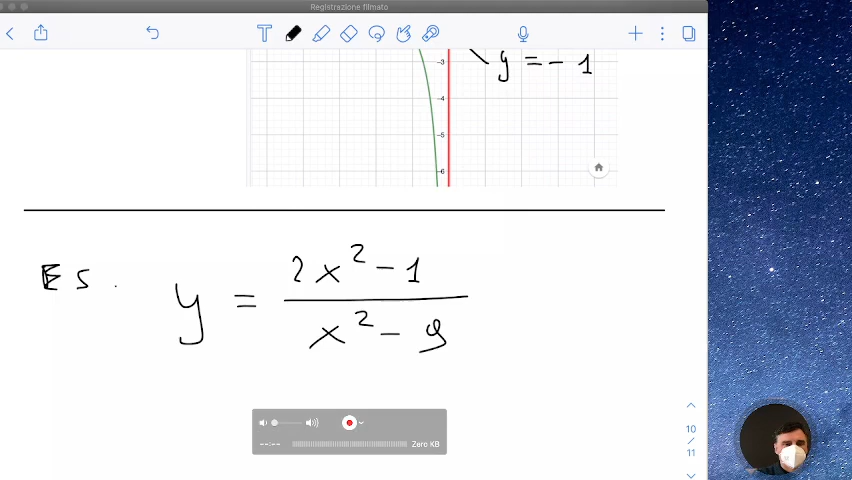 Registrazione filmato
-3
y = - 1
-4
-5
-6
ES. y = 2x² - 1
x² - 9
--:-- Zero KB
10
/
11